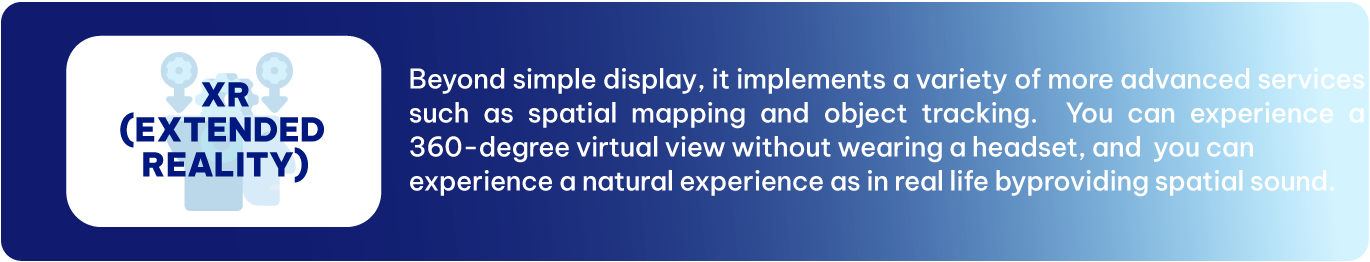 XR
(EXTENDED
REALITY)
Beyond simple display, it implements a variety of more advanced services
such as spatial mapping and object tracking. You can experience a
360-degree virtual view without wearing a headset, and you can
experience a natural experience as in real life byproviding spatial sound.